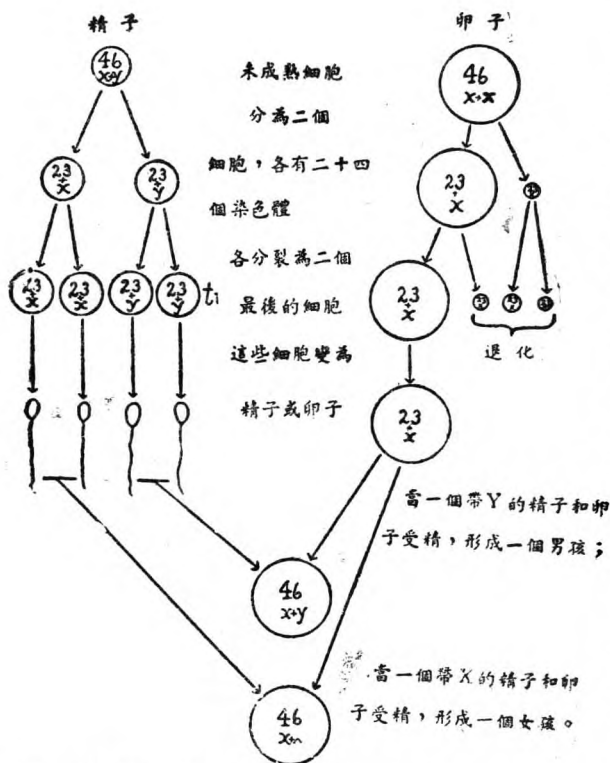 精子
卵子
46
x+y
未成熟細胞
46
x+x
分為二個
23
+
x
23
+
y
細胞,各有二十四
23
+
x
個染色體
23
+
x
23
+
x
23
+
y
23
+
y
各分裂為二個
最後的細胞
23
+
x
退化
這些細胞變為
精子或卵子
23
+
x
當一個帶Y的精子和卵
子受精,形成一個男孩;
46
x+y
當一個帶X的精子和卵
子受精,形成一個女孩。
46